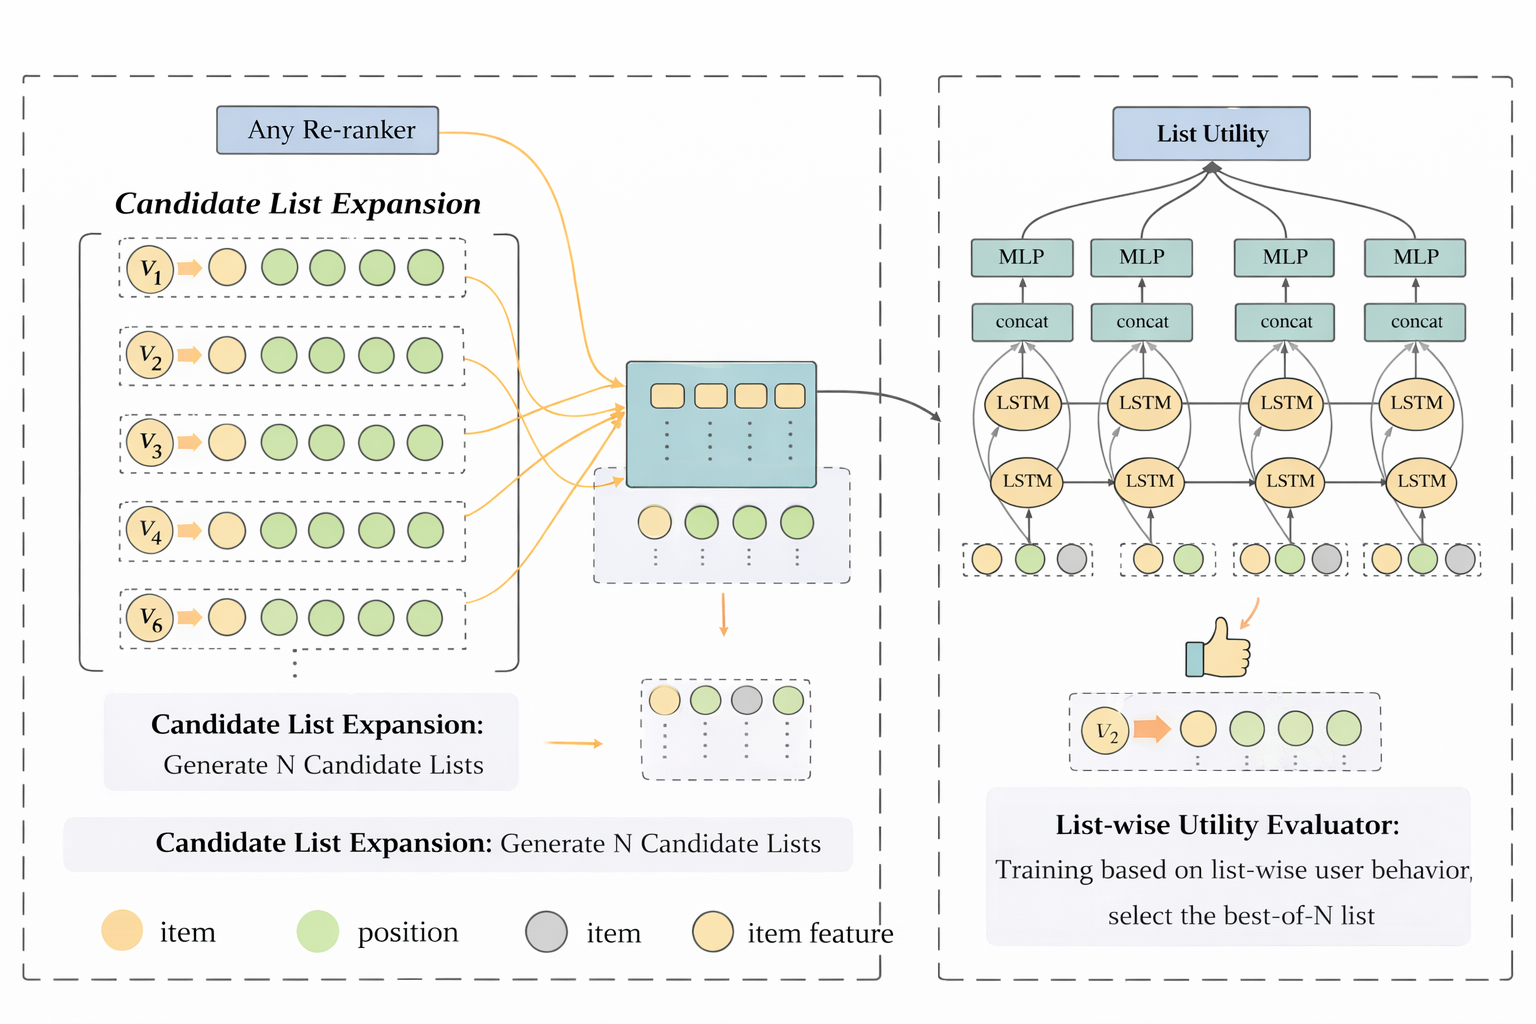 Any Re-ranker
Candidate List Expansion
V1
V2
V3
V4
V6
Candidate List Expansion:
Generate N Candidate Lists
Candidate List Expansion: Generate N Candidate Lists
item
position
item
item feature
List Utility
MLP
MLP
MLP
MLP
concat
concat
concat
concat
LSTM
LSTM
LSTM
LSTM
LSTM
LSTM
LSTM
LSTM
V2
List-wise Utility Evaluator:
Training based on list-wise user behavior,
select the best-of-N list